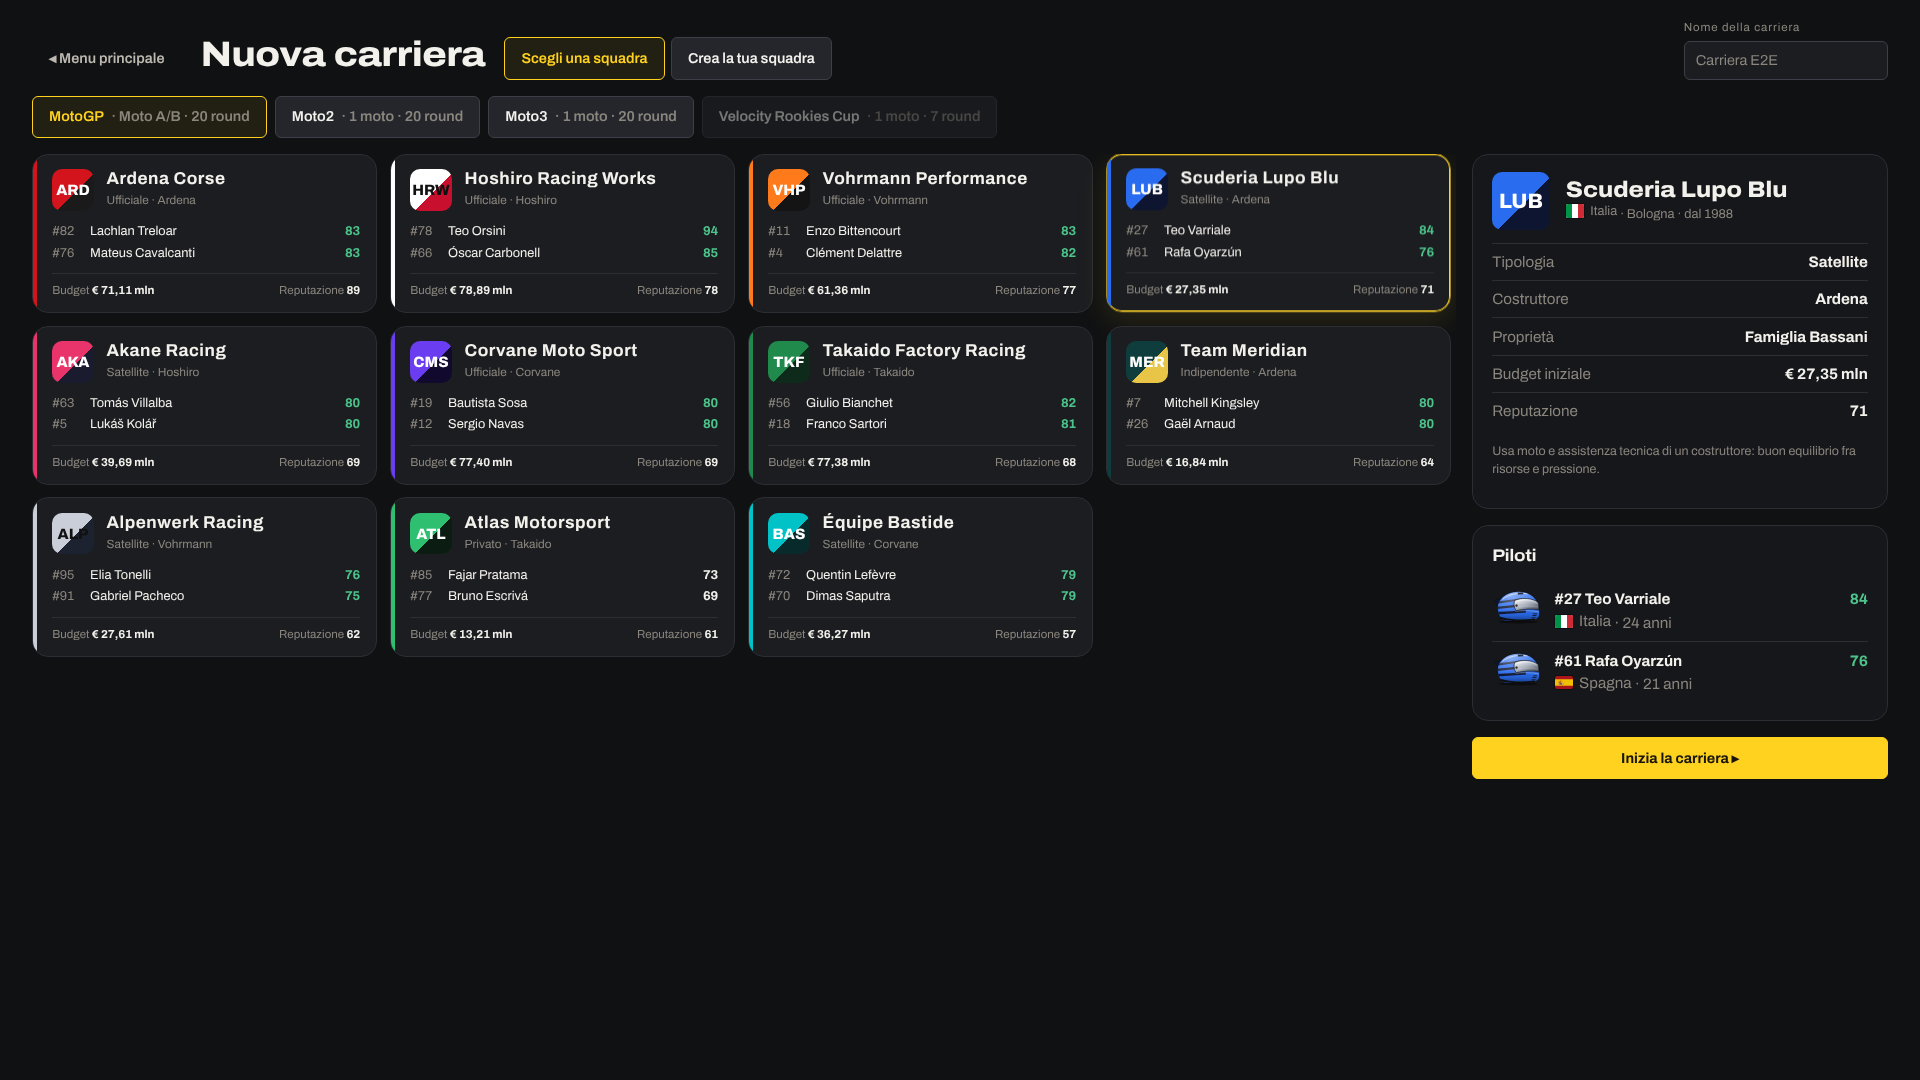 ◂ Menu principale
Nuova carriera
Scegli una squadra
Crea la tua squadra
Nome della carriera
Carriera E2E
MotoGP · Moto A/B · 20 round
Moto2 · 1 moto · 20 round
Moto3 · 1 moto · 20 round
Velocity Rookies Cup · 1 moto · 7 round
ARD
Ardena Corse
Ufficiale · Ardena
#82 Lachlan Treloar 83
#76 Mateus Cavalcanti 83
Budget € 71,11 mln Reputazione 89
HRW
Hoshiro Racing Works
Ufficiale · Hoshiro
#78 Teo Orsini 94
#66 Óscar Carbonell 85
Budget € 78,89 mln Reputazione 78
VHP
Vohrmann Performance
Ufficiale · Vohrmann
#11 Enzo Bittencourt 83
#4 Clément Delattre 82
Budget € 61,36 mln Reputazione 77
LUB
Scuderia Lupo Blu
Satellite · Ardena
#27 Teo Varriale 84
#61 Rafa Oyarzún 76
Budget € 27,35 mln Reputazione 71
AKA
Akane Racing
Satellite · Hoshiro
#63 Tomás Villalba 80
#5 Lukáš Kolář 80
Budget € 39,69 mln Reputazione 69
CMS
Corvane Moto Sport
Ufficiale · Corvane
#19 Bautista Sosa 80
#12 Sergio Navas 80
Budget € 77,40 mln Reputazione 69
TKF
Takaido Factory Racing
Ufficiale · Takaido
#56 Giulio Bianchet 82
#18 Franco Sartori 81
Budget € 77,38 mln Reputazione 68
MER
Team Meridian
Indipendente · Ardena
#7 Mitchell Kingsley 80
#26 Gaël Arnaud 80
Budget € 16,84 mln Reputazione 64
ALP
Alpenwerk Racing
Satellite · Vohrmann
#95 Elia Tonelli 76
#91 Gabriel Pacheco 75
Budget € 27,61 mln Reputazione 62
ATL
Atlas Motorsport
Privato · Takaido
#85 Fajar Pratama 73
#77 Bruno Escrivá 69
Budget € 13,21 mln Reputazione 61
BAS
Équipe Bastide
Satellite · Corvane
#72 Quentin Lefèvre 79
#70 Dimas Saputra 79
Budget € 36,27 mln Reputazione 57
LUB
Scuderia Lupo Blu
Italia · Bologna · dal 1988
Tipologia Satellite
Costruttore Ardena
Proprietà Famiglia Bassani
Budget iniziale € 27,35 mln
Reputazione 71
Usa moto e assistenza tecnica di un costruttore: buon equilibrio fra
risorse e pressione.
Piloti
#27 Teo Varriale 84
Italia · 24 anni
#61 Rafa Oyarzún 76
Spagna · 21 anni
Inizia la carriera ▸